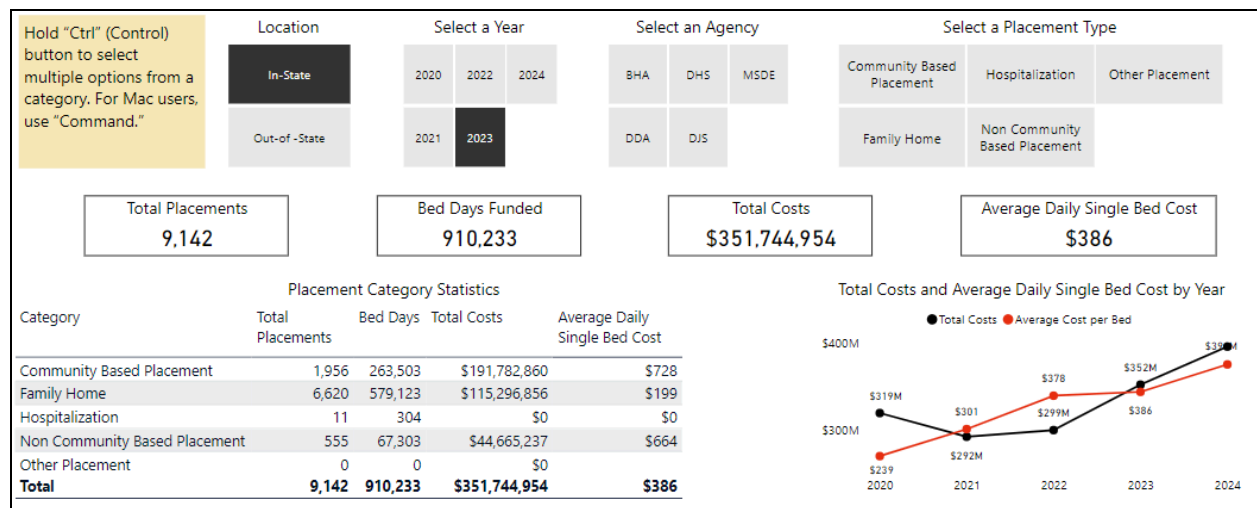 Hold “Ctrl” (Control)
button to select
multiple options from a
category. For Mac users,
use “Command.”
Location
In-State
Out-of -State
Select a Year
2020 2022 2024
2021 2023
Select an Agency
BHA DHS MSDE
DDA DJS
Select a Placement Type
Community Based
Placement
Hospitalization
Other Placement
Family Home
Non Community
Based Placement
Total Placements
9,142
Bed Days Funded
910,233
Total Costs
$351,744,954
Average Daily Single Bed Cost
$386
Placement Category Statistics
Category Total Placements Bed Days Total Costs Average Daily Single Bed Cost
Community Based Placement 1,956 263,503 $191,782,860 $728
Family Home 6,620 579,123 $115,296,856 $199
Hospitalization 11 304 $0 $0
Non Community Based Placement 555 67,303 $44,665,237 $664
Other Placement 0 0 $0
Total 9,142 910,233 $351,744,954 $386
Total Costs and Average Daily Single Bed Cost by Year
Total Costs Average Cost per Bed
$400M
$300M
$319M
$292M
$299M
$352M
$239
$301
$378
$386
2020 2021 2022 2023 2024